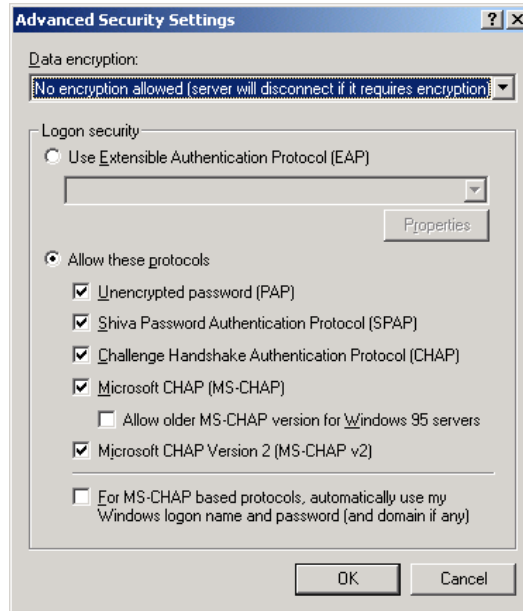 Advanced Security Settings
Data encryption:
No encryption allowed (server will disconnect if it requires encryption)
Logon security
Use Extensible Authentication Protocol (EAP)
Properties
Allow these protocols
Unencrypted password (PAP)
Shiva Password Authentication Protocol (SPAP)
Challenge Handshake Authentication Protocol (CHAP)
Microsoft CHAP (MS-CHAP)
Allow older MS-CHAP version for Windows 95 servers
Microsoft CHAP Version 2 (MS-CHAP v2)
For MS-CHAP based protocols, automatically use my
Windows logon name and password (and domain if any)
OK Cancel